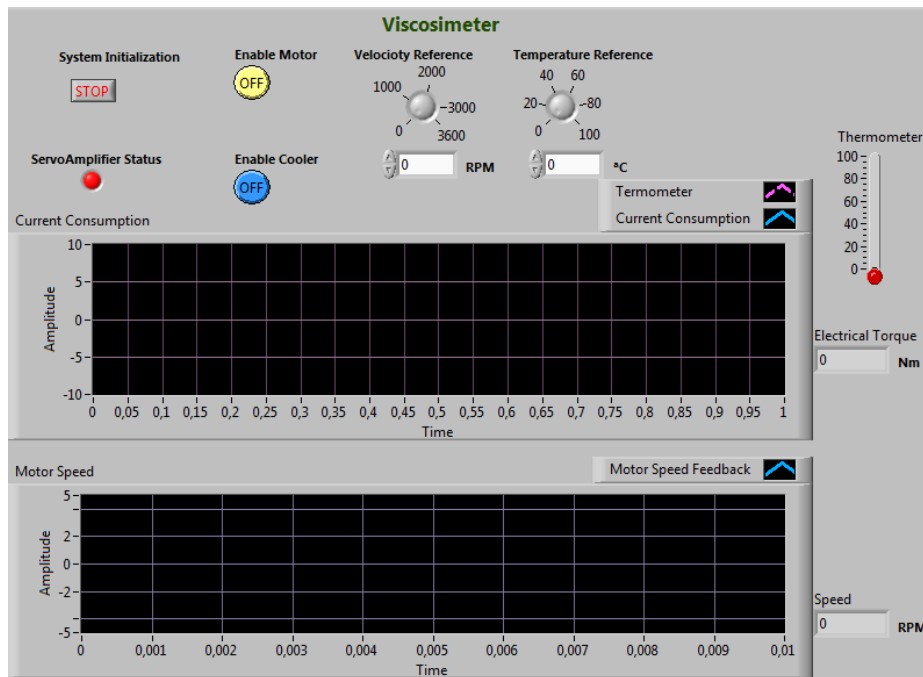 Viscosimeter
System Initialization
STOP
Enable Motor
OFF
Velocioty Reference
0 1000 2000 3000 3600
0 RPM
Temperature Reference
0 20 40 60 80 100
0 ªC
ServoAmplifier Status
Enable Cooler
OFF
Thermometer
100
80
60
40
20
0
Termometer
Current Consumption
Current Consumption
Amplitude
10
5
0
-5
-10
0 0,05 0,1 0,15 0,2 0,25 0,3 0,35 0,4 0,45 0,5 0,55 0,6 0,65 0,7 0,75 0,8 0,85 0,9 0,95 1
Time
Electrical Torque
0 Nm
Motor Speed
Motor Speed Feedback
Amplitude
5
2
0
-2
-5
0 0,001 0,002 0,003 0,004 0,005 0,006 0,007 0,008 0,009 0,01
Time
Speed
0 RPM